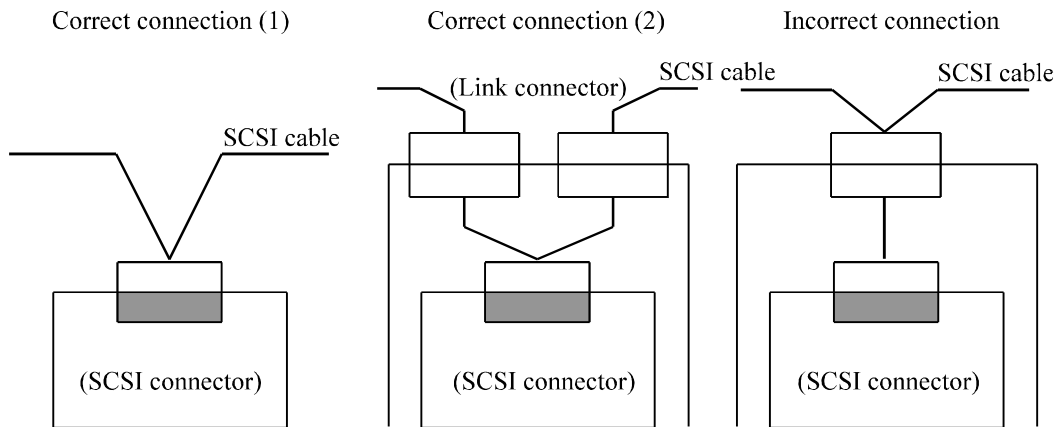 Correct connection (1)
Correct connection (2)
Incorrect connection
SCSI cable
(Link connector)
SCSI cable
SCSI cable
(SCSI connector)
(SCSI connector)
(SCSI connector)